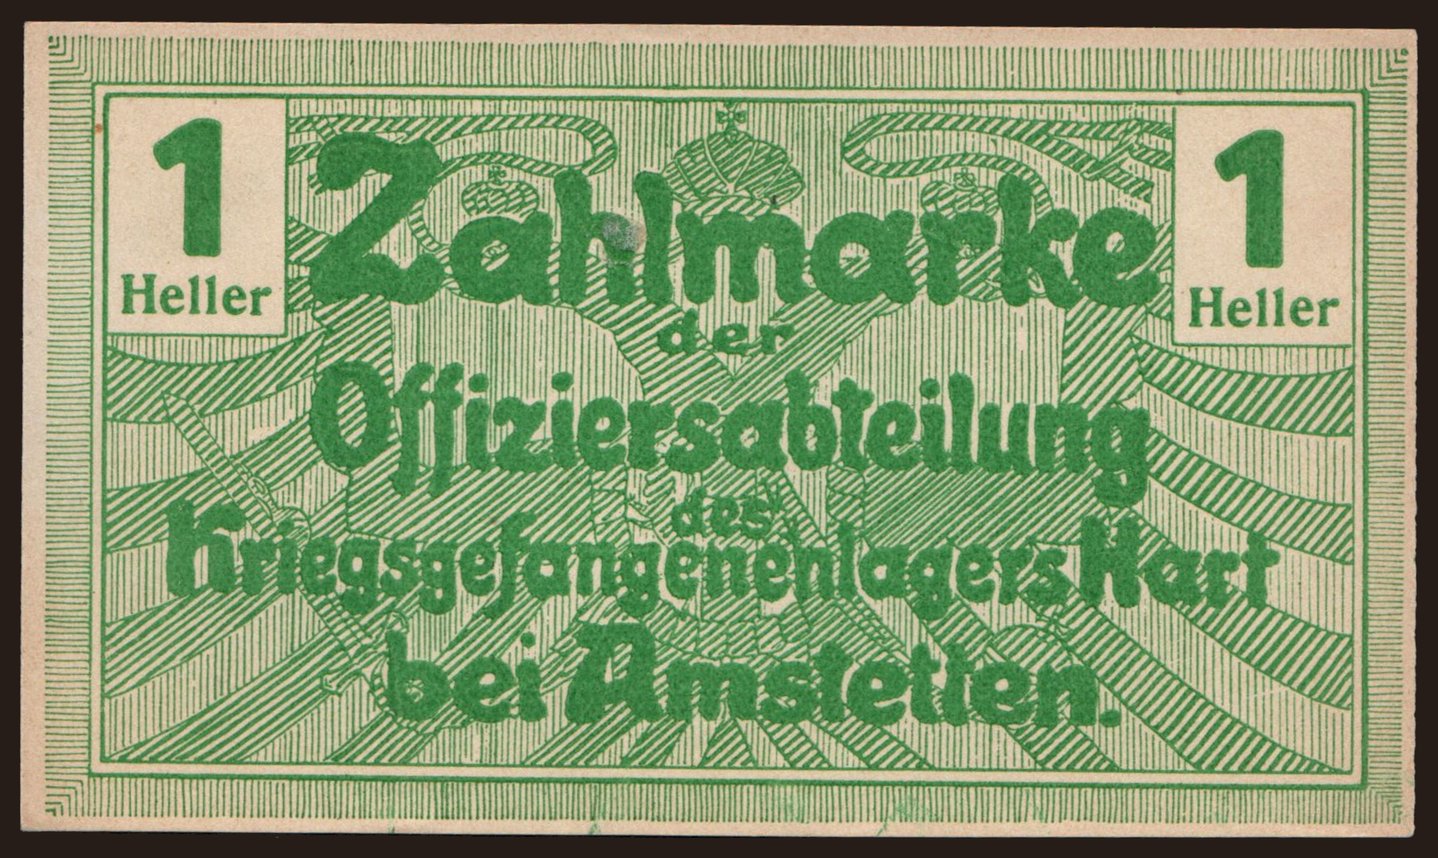 1
Heller
1
Heller
Zahlmarke
der
Offiziersabteilung
des
Kriegsgefangenenlagers Hart
bei Amstetten.